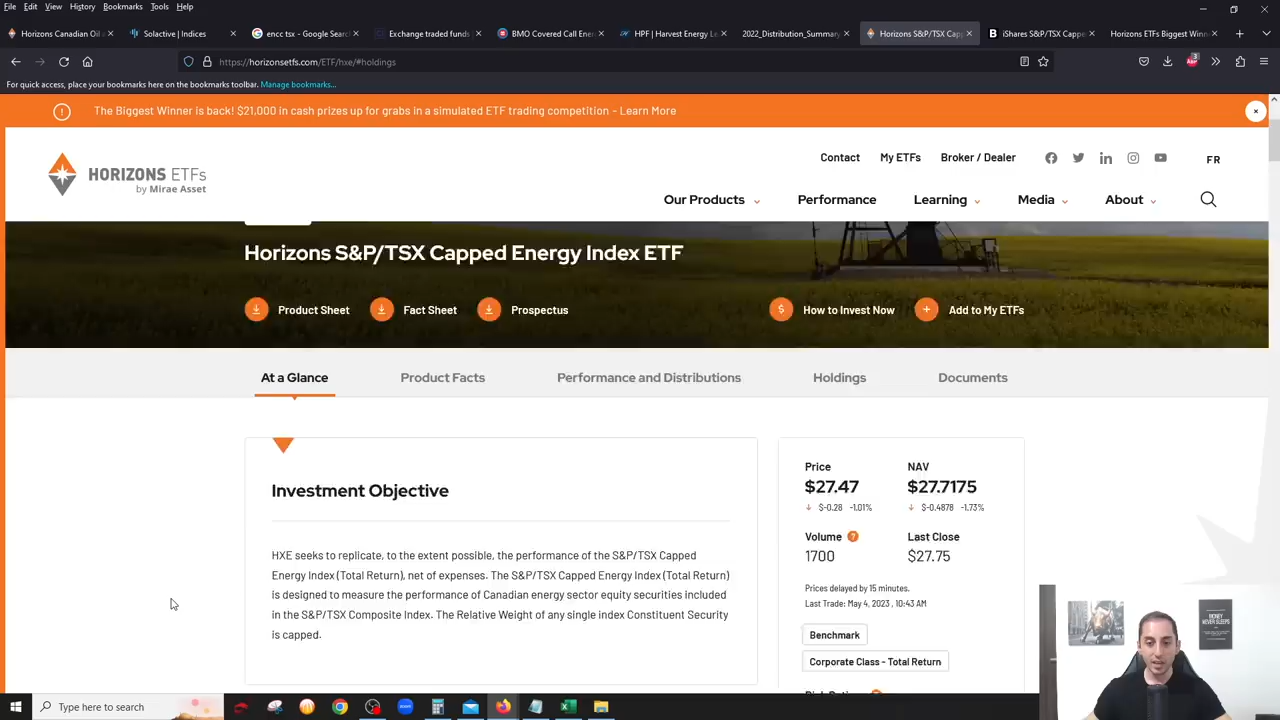 File Edit View History Bookmarks Tools Help
Horizons Canadian Oil a
Solactive | Indices
encc tsx - Google Search
Exchange traded funds
BMO Covered Call Ener
HPF | Harvest Energy Le
2022_Distribution_Summary
Horizons S&P/TSX Capp
iShares S&P/TSX Cappe
Horizons ETFs Biggest Winne
https://horizonsetfs.com/ETF/hxe/#holdings
For quick access, place your bookmarks here on the bookmarks toolbar. Manage bookmarks...
The Biggest Winner is back! $21,000 in cash prizes up for grabs in a simulated ETF trading competition - Learn More
HORIZONS ETFs
by Mirae Asset
Contact
My ETFs
Broker / Dealer
FR
Our Products
Performance
Learning
Media
About
Horizons S&P/TSX Capped Energy Index ETF
Product Sheet
Fact Sheet
Prospectus
How to Invest Now
Add to My ETFs
At a Glance
Product Facts
Performance and Distributions
Holdings
Documents
Investment Objective
HXE seeks to replicate, to the extent possible, the performance of the S&P/TSX Capped
Energy Index (Total Return), net of expenses. The S&P/TSX Capped Energy Index (Total Return)
is designed to measure the performance of Canadian energy sector equity securities included
in the S&P/TSX Composite Index. The Relative Weight of any single index Constituent Security
is capped.
Price
NAV
$27.47
$27.7175
$-0.28 -1.01%
$-0.4878 -1.73%
Volume
Last Close
1700
$27.75
Prices delayed by 15 minutes.
Last Trade: May 4, 2023 , 10:43 AM
Benchmark
Corporate Class - Total Return
MONEY
NEVER SLEEPS
Type here to search